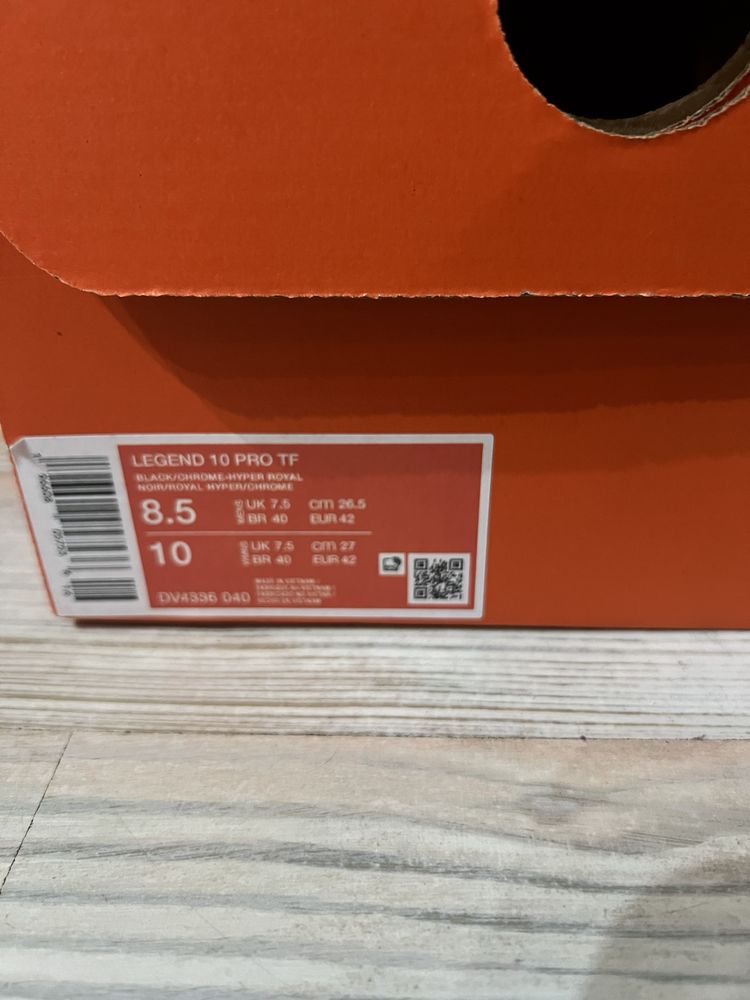 LEGEND 10 PRO TF
BLACK/CHROME-HYPER ROYAL
NOIR/ROYAL HYPER/CHROME
8.5 MENS UK 7.5 cm 26.5
BR 40 EUR 42
10 WMNS UK 7.5 cm 27
BR 40 EUR 42
DV4336 040
MADE IN VIETNAM